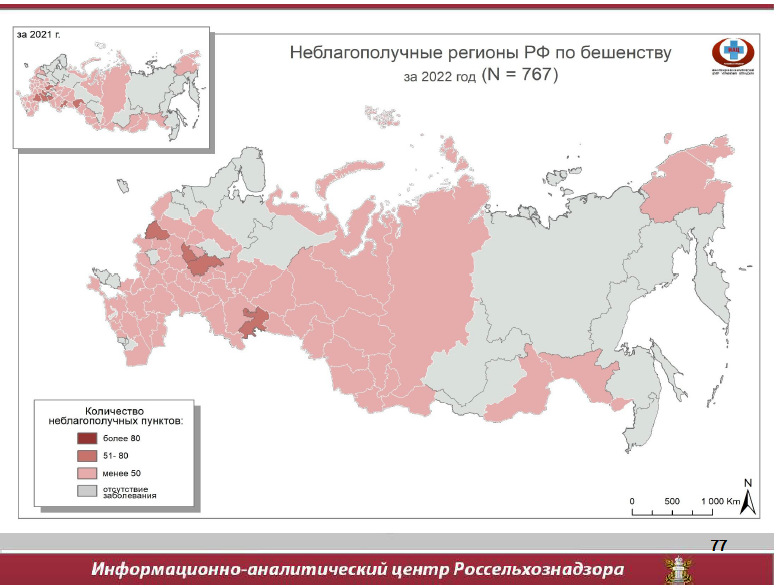 за 2021 г.
Неблагополучные регионы РФ по бешенству
за 2022 год (N = 767)
Количество
неблагополучных пунктов:
более 80
51- 80
менее 50
отсутствие
заболевания
N
0 500 1 000 Km
77
Информационно-аналитический центр Россельхознадзора